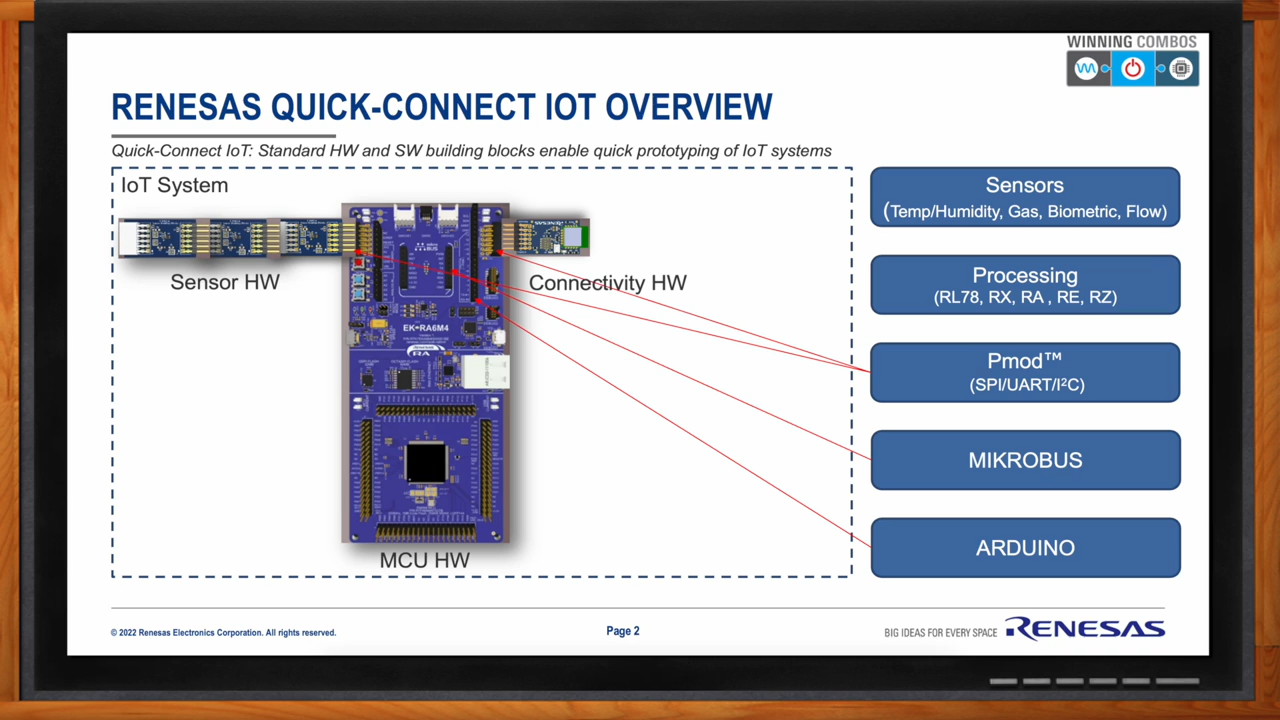 WINNING COMBOS
RENESAS QUICK-CONNECT IOT OVERVIEW
Quick-Connect IoT: Standard HW and SW building blocks enable quick prototyping of IoT systems
IoT System
Sensor HW
Connectivity HW
EK-RA6M4
RA
MCU HW
Sensors
(Temp/Humidity, Gas, Biometric, Flow)
Processing
(RL78, RX, RA , RE, RZ)
Pmod™
(SPI/UART/I²C)
MIKROBUS
ARDUINO
© 2022 Renesas Electronics Corporation. All rights reserved.
Page 2
BIG IDEAS FOR EVERY SPACE
RENESAS